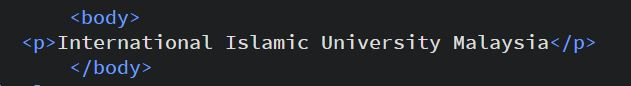 <body>
<p>International Islamic University Malaysia</p>
</body>